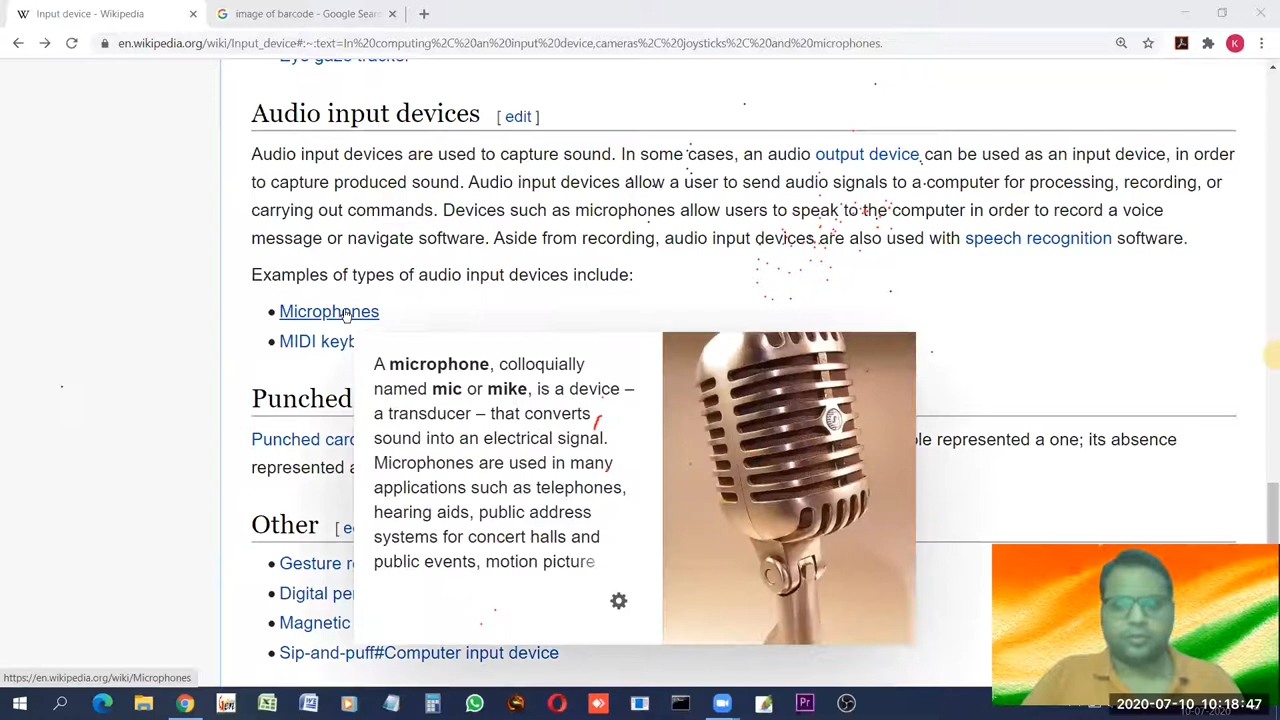 Input device - Wikipedia
image of barcode - Google Sear
en.wikipedia.org/wiki/Input_device#:~:text=In%20computing%2C%20an%20input%20device,cameras%2C%20joysticks%2C%20and%20microphones.
Audio input devices [ edit ]
Audio input devices are used to capture sound. In some cases, an audio output device can be used as an input device, in order
to capture produced sound. Audio input devices allow a user to send audio signals to a computer for processing, recording, or
carrying out commands. Devices such as microphones allow users to speak to the computer in order to record a voice
message or navigate software. Aside from recording, audio input devices are also used with speech recognition software.
Examples of types of audio input devices include:
• Microphones
• MIDI keyb
A microphone, colloquially
named mic or mike, is a device –
a transducer – that converts
sound into an electrical signal.
Microphones are used in many
applications such as telephones,
hearing aids, public address
systems for concert halls and
public events, motion picture
Punched
Punched card
le represented a one; its absence
represented a
Other [ e
• Gesture r
• Digital pe
• Magnetic
• Sip-and-puff#Computer input device
https://en.wikipedia.org/wiki/Microphones
2020-07-10 10:18:47
10-07-2020